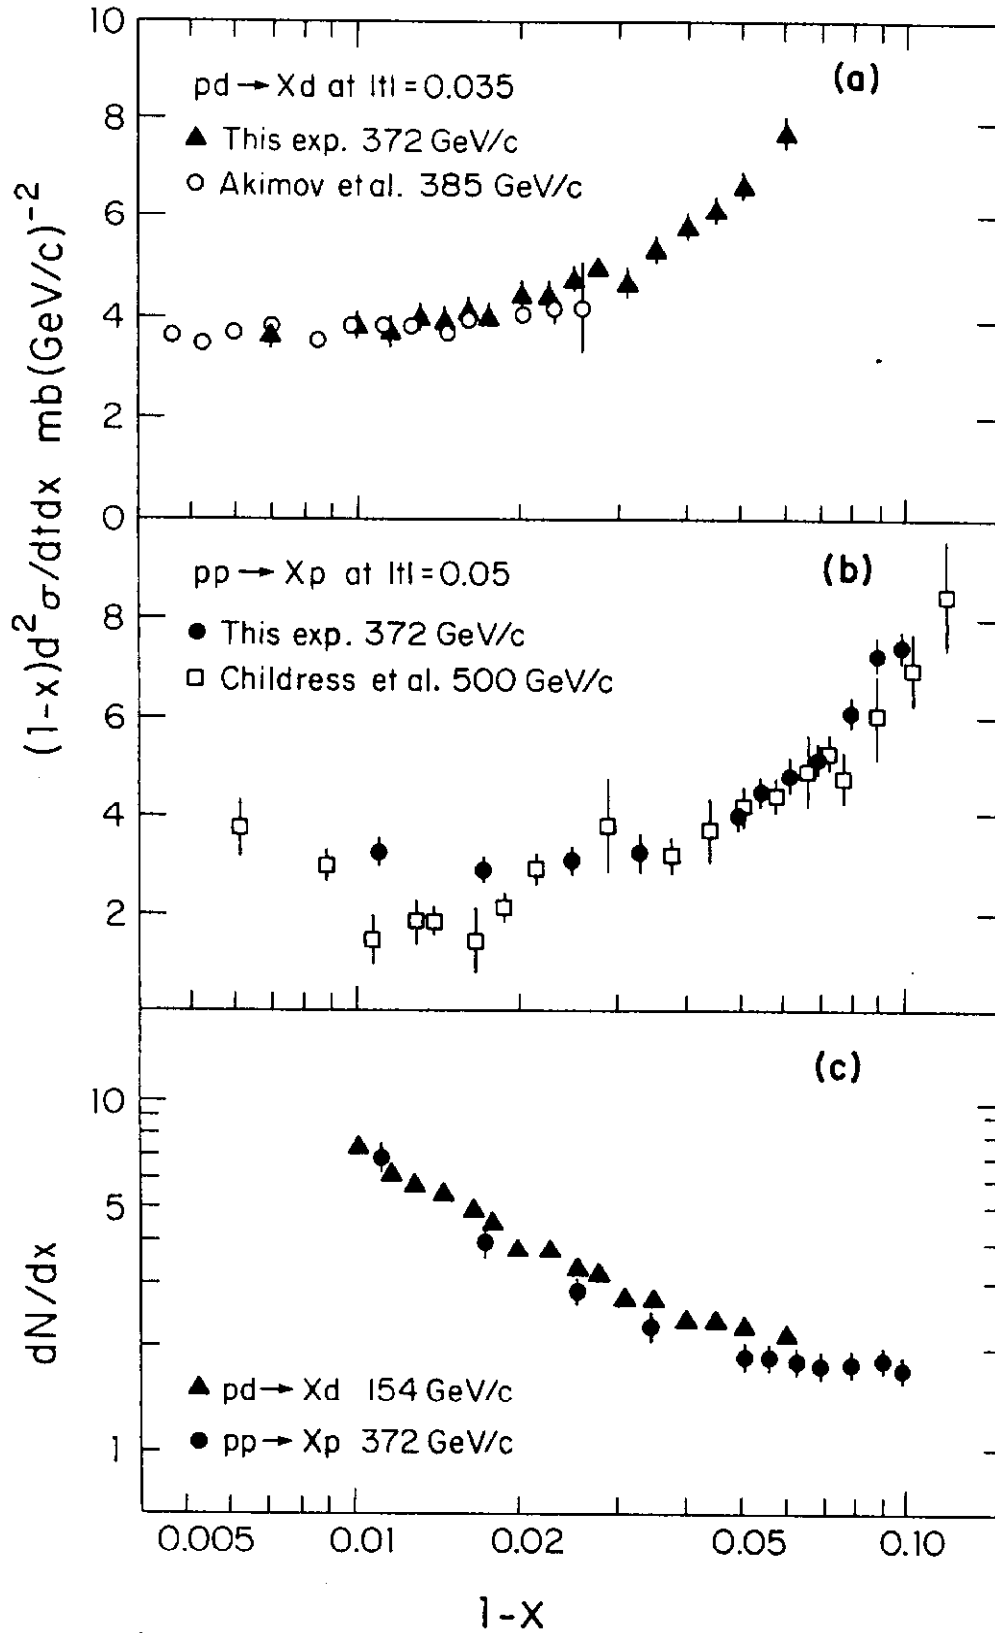 (1-x)d² σ/dtdx mb(GeV/c)⁻²
10
8
6
4
2
0
(a)
pd → Xd at |t| = 0.035
▲ This exp. 372 GeV/c
○ Akimov et al. 385 GeV/c
8
6
4
2
(b)
pp → Xp at |t| = 0.05
● This exp. 372 GeV/c
□ Childress et al. 500 GeV/c
dN/dx
10
5
1
(c)
▲ pd → Xd 154 GeV/c
● pp → Xp 372 GeV/c
0.005 0.01 0.02 0.05 0.10
1-X